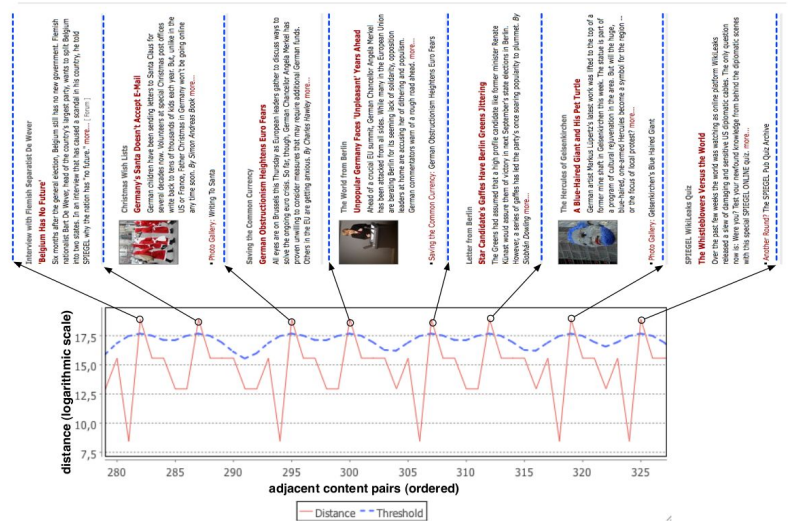 Interview with Flemish Separatist De Wever
'Belgium Has No Future'
Six months after the general election, Belgium still has no new government. Flemish
nationalist Bart De Wever, head of the country's largest party, wants to split Belgium
into two states. In an interview that has caused a scandal in his country, he told
SPIEGEL why the nation has "no future." more... [ Forum ]
Christmas Wish Lists
Germany's Santa Doesn't Accept E-Mail
German children have been sending letters to Santa Claus for
several decades now. Volunteers at special Christmas post offices
write back to tens of thousands of kids each year. But, unlike in the
US or France, Father Christmas in Germany won't be going online
any time soon. By Simon Andreas Book more...
• Photo Gallery: Writing To Santa
Saving the Common Currency
German Obstructionism Heightens Euro Fears
All eyes are on Brussels this Thursday as European leaders gather to discuss ways to
solve the ongoing euro crisis. So far, though, German Chancellor Angela Merkel has
proven unwilling to consider measures that may require additional German funds.
Others in the EU are getting anxious. By Charles Hawley more...
The World from Berlin
Unpopular Germany Faces 'Unpleasant' Years Ahead
Ahead of a crucial EU summit, German Chancellor Angela Merkel
has been attacked from all sides. While many in the European Union
are berating Berlin for its seeming lack of solidarity, opposition
leaders at home are accusing her of dithering and populism.
German commentators warn of a rough road ahead. more...
• Saving the Common Currency: German Obstructionism Heightens Euro Fears
Letter from Berlin
Star Candidate's Gaffes Have Berlin Greens Jittering
The Greens had assumed that a high profile candidate like former minister Renate
Künast would assure them of victory in next September's state elections in Berlin.
However, a series of gaffes has led the party's once soaring popularity to plummet. By
Siobhán Dowling more...
The Hercules of Gelsenkirchen
A Blue-Haired Giant and His Pet Turtle
German artist Markus Lüpertz's latest work was lifted to the top of a
former mine shaft in Gelsenkirchen this week. The statue is part of
a program of cultural rejuvenation in the area. But will the huge,
blue-haired, one-armed Hercules become a symbol for the region --
or the focus of local protest? more...
• Photo Gallery: Gelsenkirchen's Blue Haired Giant
SPIEGEL WikiLeaks Quiz
The Whistleblowers Versus the World
Over the past few weeks the world was watching as online platform WikiLeaks
released a slew of damaging and sensitive US diplomatic cables. The only question
now is: Were you? Test your newfound knowledge from behind the diplomatic scenes
with this special SPIEGEL ONLINE quiz. more...
• Another Round? The SPIEGEL Pub Quiz Archive
distance (logarithmic scale)
17,5
15,0
12,5
10,0
7,5
280 285 290 295 300 305 310 315 320 325
adjacent content pairs (ordered)
Distance Threshold